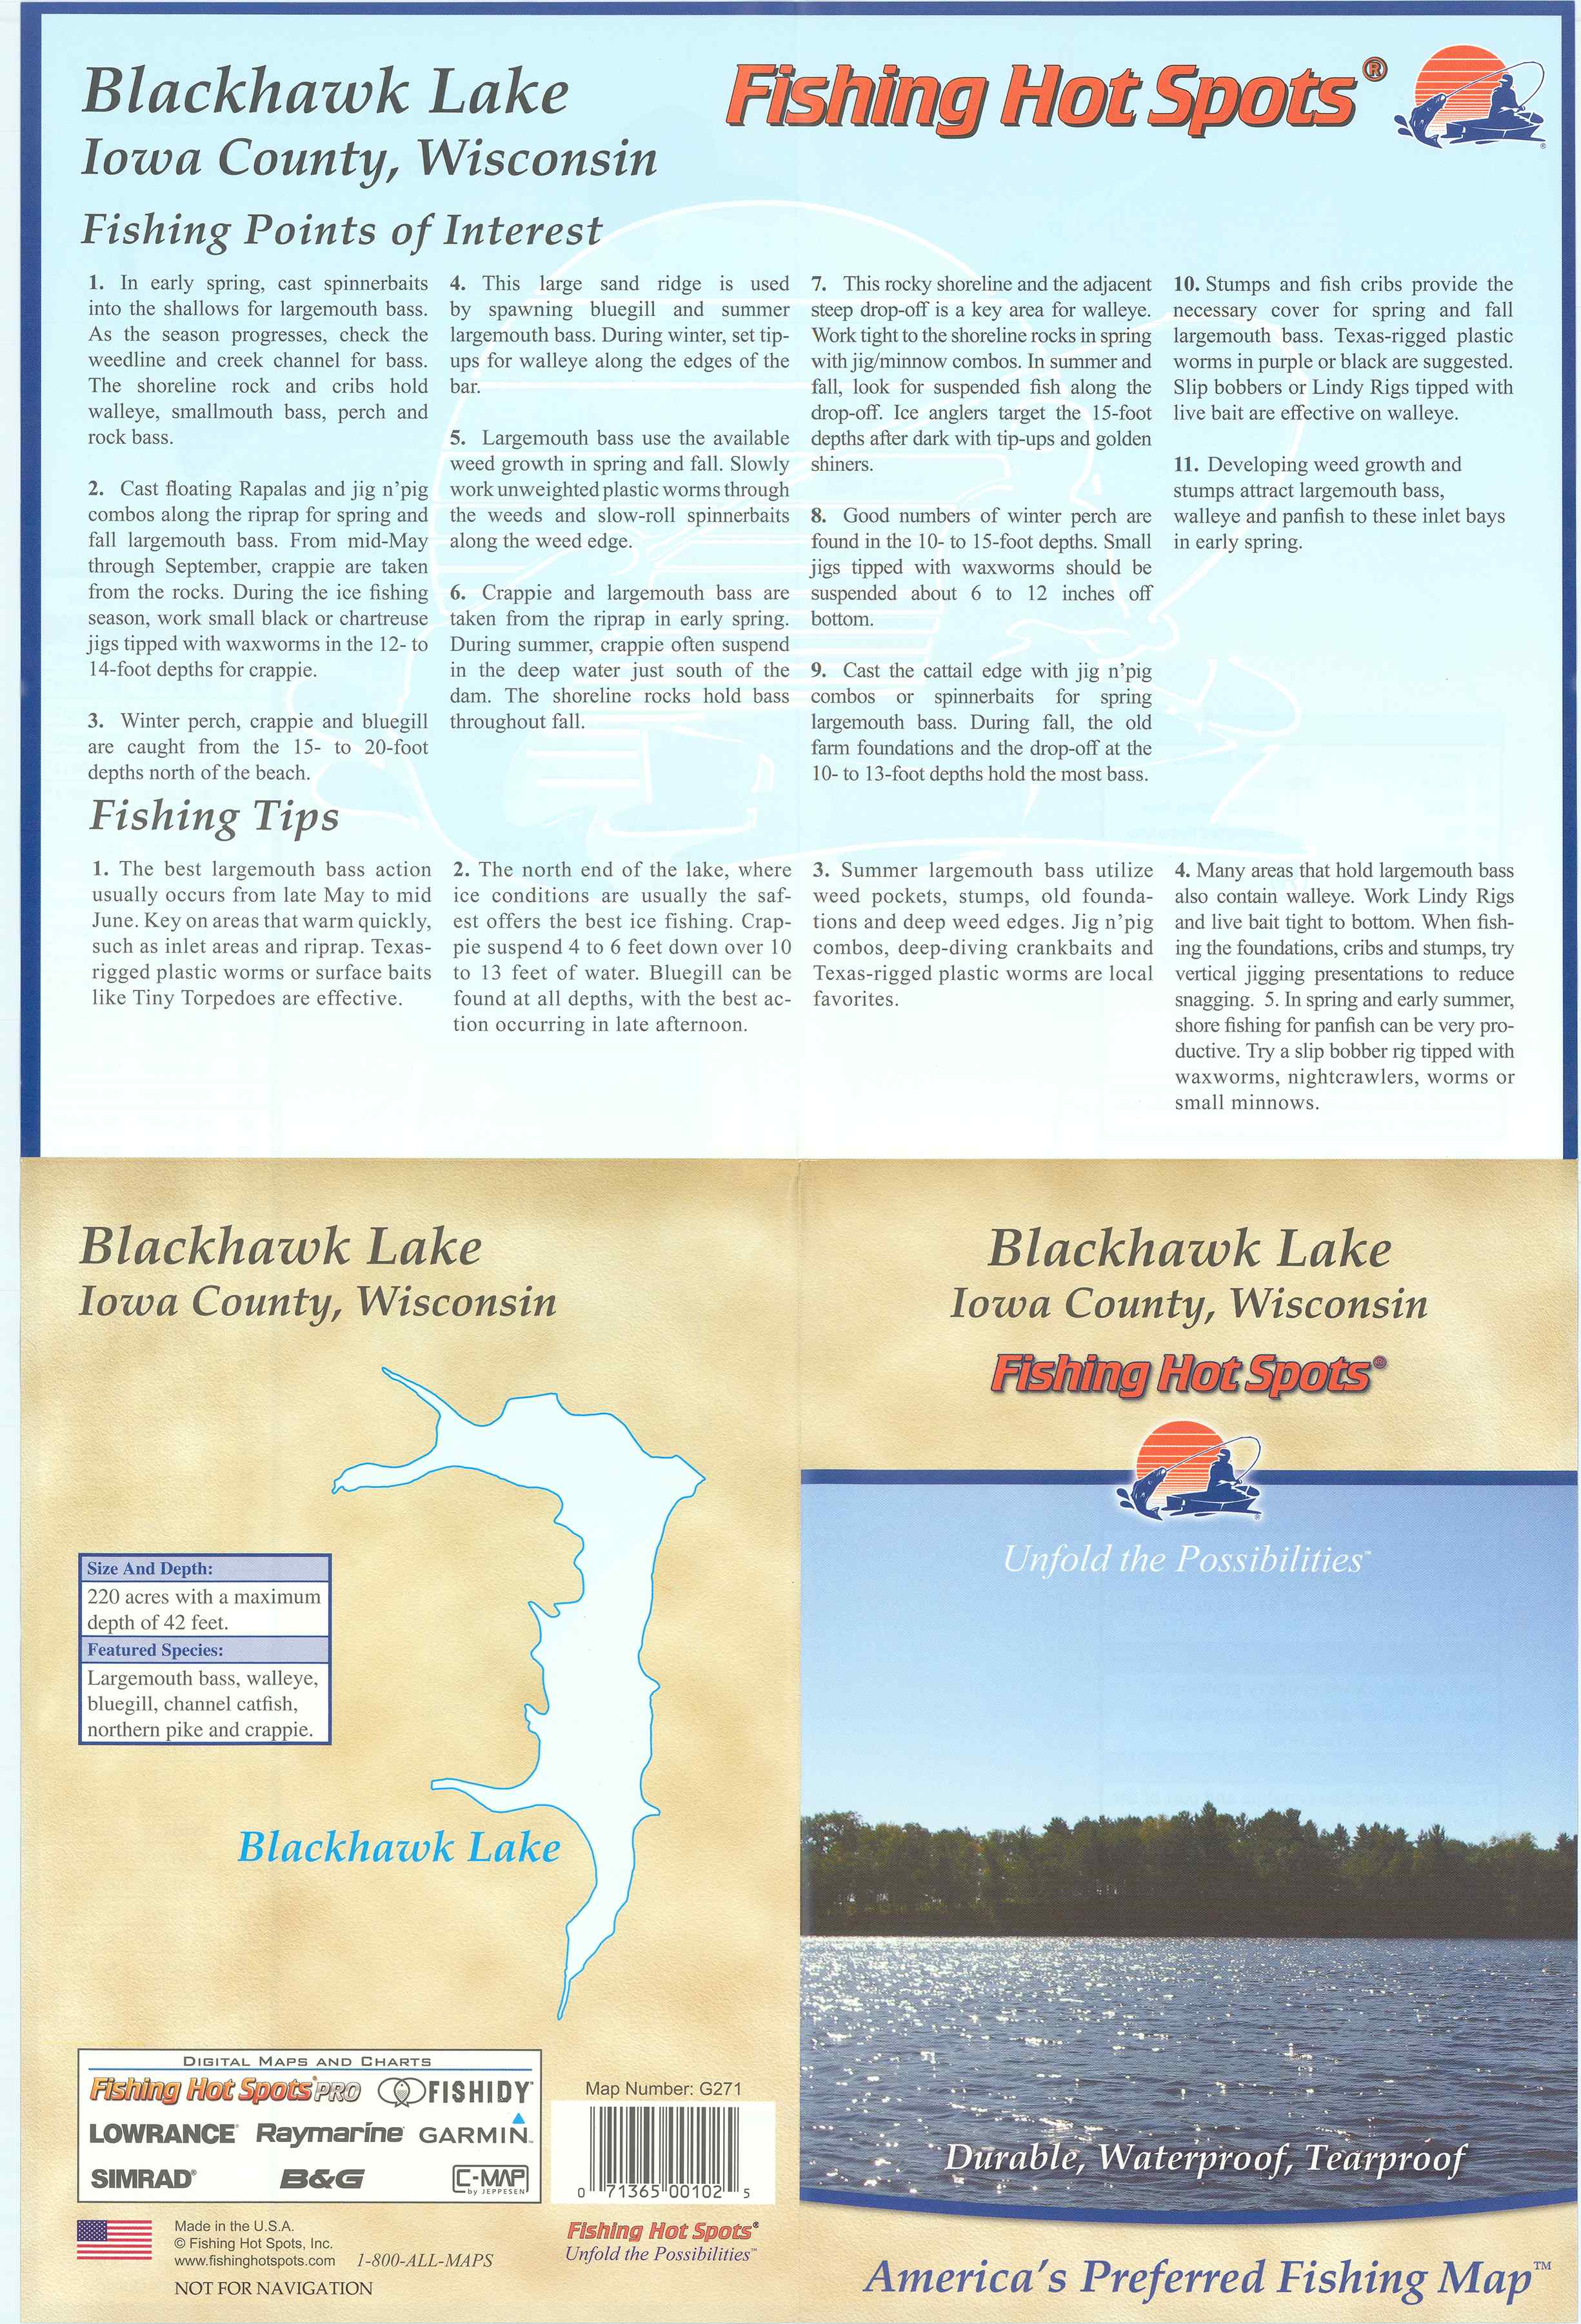 Blackhawk Lake
Iowa County, Wisconsin
Fishing Hot Spots®
Fishing Points of Interest
1. In early spring, cast spinnerbaits
into the shallows for largemouth bass.
As the season progresses, check the
weedline and creek channel for bass.
The shoreline rock and cribs hold
walleye, smallmouth bass, perch and
rock bass.
2. Cast floating Rapalas and jig n'pig
combos along the riprap for spring and
fall largemouth bass. From mid-May
through September, crappie are taken
from the rocks. During the ice fishing
season, work small black or chartreuse
jigs tipped with waxworms in the 12- to
14-foot depths for crappie.
3. Winter perch, crappie and bluegill
are caught from the 15- to 20-foot
depths north of the beach.
4. This large sand ridge is used
by spawning bluegill and summer
largemouth bass. During winter, set tip-
ups for walleye along the edges of the
bar.
5. Largemouth bass use the available
weed growth in spring and fall. Slowly
work unweighted plastic worms through
the weeds and slow-roll spinnerbaits
along the weed edge.
6. Crappie and largemouth bass are
taken from the riprap in early spring.
During summer, crappie often suspend
in the deep water just south of the
dam. The shoreline rocks hold bass
throughout fall.
7. This rocky shoreline and the adjacent
steep drop-off is a key area for walleye.
Work tight to the shoreline rocks in spring
with jig/minnow combos. In summer and
fall, look for suspended fish along the
drop-off. Ice anglers target the 15-foot
depths after dark with tip-ups and golden
shiners.
8. Good numbers of winter perch are
found in the 10- to 15-foot depths. Small
jigs tipped with waxworms should be
suspended about 6 to 12 inches off
bottom.
9. Cast the cattail edge with jig n'pig
combos or spinnerbaits for spring
largemouth bass. During fall, the old
farm foundations and the drop-off at the
10- to 13-foot depths hold the most bass.
10. Stumps and fish cribs provide the
necessary cover for spring and fall
largemouth bass. Texas-rigged plastic
worms in purple or black are suggested.
Slip bobbers or Lindy Rigs tipped with
live bait are effective on walleye.
11. Developing weed growth and
stumps attract largemouth bass,
walleye and panfish to these inlet bays
in early spring.
Fishing Tips
1. The best largemouth bass action
usually occurs from late May to mid
June. Key on areas that warm quickly,
such as inlet areas and riprap. Texas-
rigged plastic worms or surface baits
like Tiny Torpedoes are effective.
2. The north end of the lake, where
ice conditions are usually the saf-
est offers the best ice fishing. Crap-
pie suspend 4 to 6 feet down over 10
to 13 feet of water. Bluegill can be
found at all depths, with the best ac-
tion occurring in late afternoon.
3. Summer largemouth bass utilize
weed pockets, stumps, old founda-
tions and deep weed edges. Jig n'pig
combos, deep-diving crankbaits and
Texas-rigged plastic worms are local
favorites.
4. Many areas that hold largemouth bass
also contain walleye. Work Lindy Rigs
and live bait tight to bottom. When fish-
ing the foundations, cribs and stumps, try
vertical jigging presentations to reduce
snagging. 5. In spring and early summer,
shore fishing for panfish can be very pro-
ductive. Try a slip bobber rig tipped with
waxworms, nightcrawlers, worms or
small minnows.
Blackhawk Lake
Iowa County, Wisconsin
Size And Depth:
220 acres with a maximum
depth of 42 feet.
Featured Species:
Largemouth bass, walleye,
bluegill, channel catfish,
northern pike and crappie.
Blackhawk Lake
DIGITAL MAPS AND CHARTS
Fishing Hot Spots® PRO
FISHIDY™
LOWRANCE®
Raymarine®
GARMIN™
SIMRAD®
B&G
C-MAP
by JEPPESEN
Map Number: G271
0 71365 00102 5
Made in the U.S.A.
© Fishing Hot Spots, Inc.
www.fishinghotspots.com 1-800-ALL-MAPS
NOT FOR NAVIGATION
Fishing Hot Spots®
Unfold the Possibilities™
Blackhawk Lake
Iowa County, Wisconsin
Fishing Hot Spots®
Unfold the Possibilities™
Durable, Waterproof, Tearproof
America's Preferred Fishing Map™